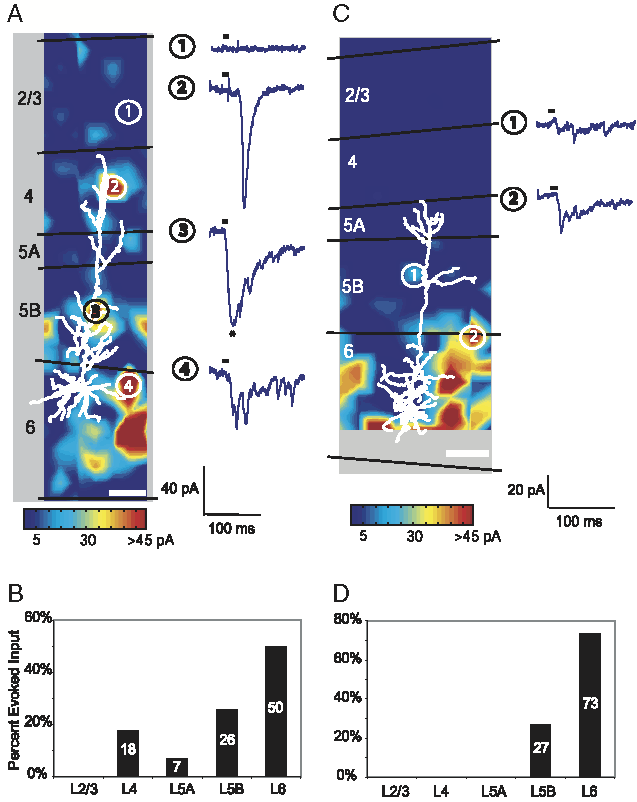 A
2/3
4
5A
5B
6
1
2
3
4
1
2
3
*
4
40 pA
100 ms
5 30 >45 pA
C
2/3
4
5A
5B
6
1
2
1
2
20 pA
100 ms
5 30 >45 pA
B
Percent Evoked Input
60%
40%
20%
0%
18
7
26
50
L2/3 L4 L5A L5B L6
D
80%
60%
40%
20%
0%
27
73
L2/3 L4 L5A L5B L6